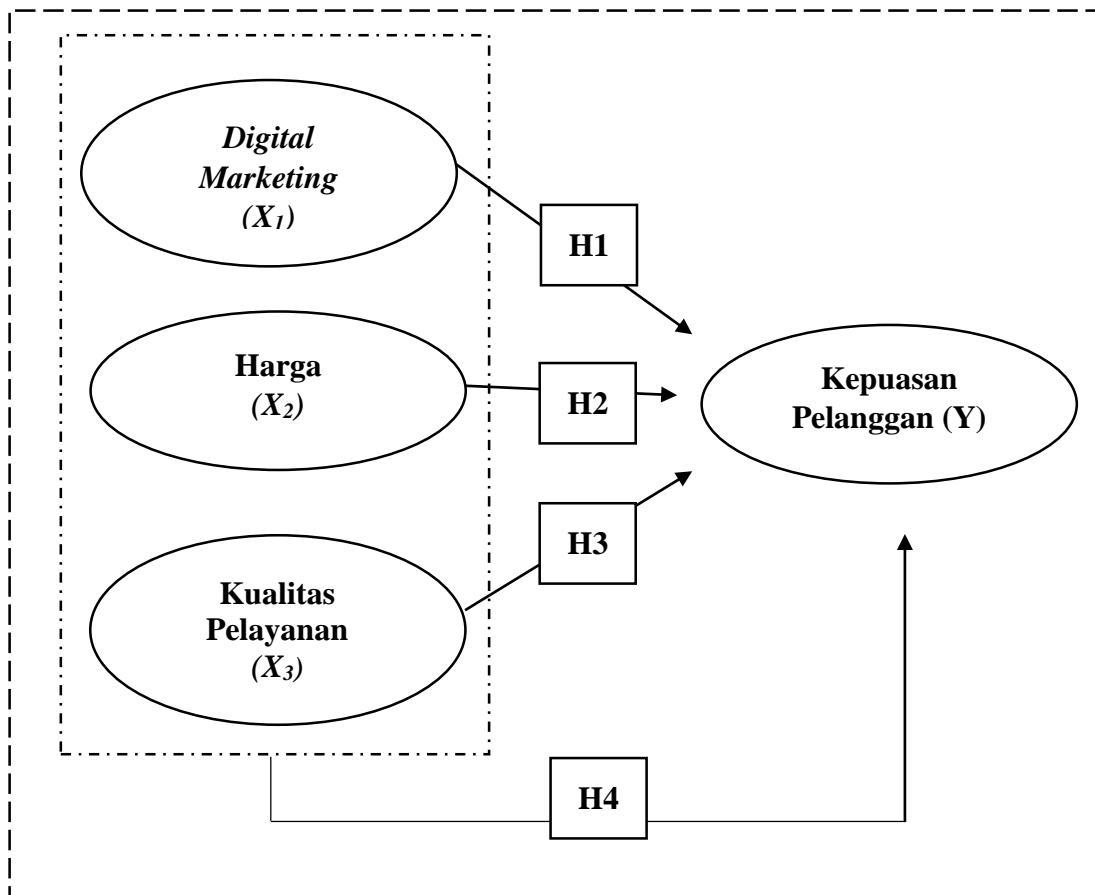 Digital
Marketing
(X₁)
H1
Harga
(X₂)
H2
Kepuasan
Pelanggan (Y)
H3
Kualitas
Pelayanan
(X₃)
H4